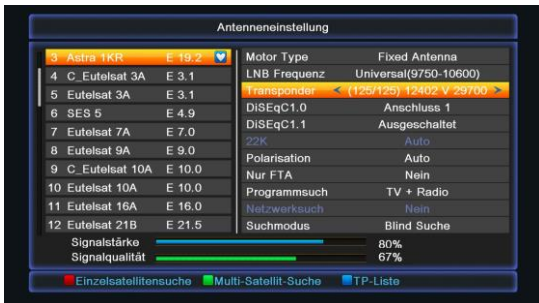 Antenneneinstellung
3 Astra 1KR E 19.2
4 C_Eutelsat 3A E 3.1
5 Eutelsat 3A E 3.1
6 SES 5 E 4.9
7 Eutelsat 7A E 7.0
8 Eutelsat 9A E 9.0
9 C_Eutelsat 10A E 10.0
10 Eutelsat 10A E 10.0
11 Eutelsat 16A E 16.0
12 Eutelsat 21B E 21.5
Motor Type Fixed Antenna
LNB Frequenz Universal(9750-10600)
Transponder < (125/125) 12402 V 29700 >
DiSEqC1.0 Anschluss 1
DiSEqC1.1 Ausgeschaltet
22K Auto
Polarisation Auto
Nur FTA Nein
Programmsuch TV + Radio
Netzwerksuch Nein
Suchmodus Blind Suche
Signalstärke 80%
Signalqualität 67%
Einzelsatellitensuche Multi-Satellit-Suche TP-Liste